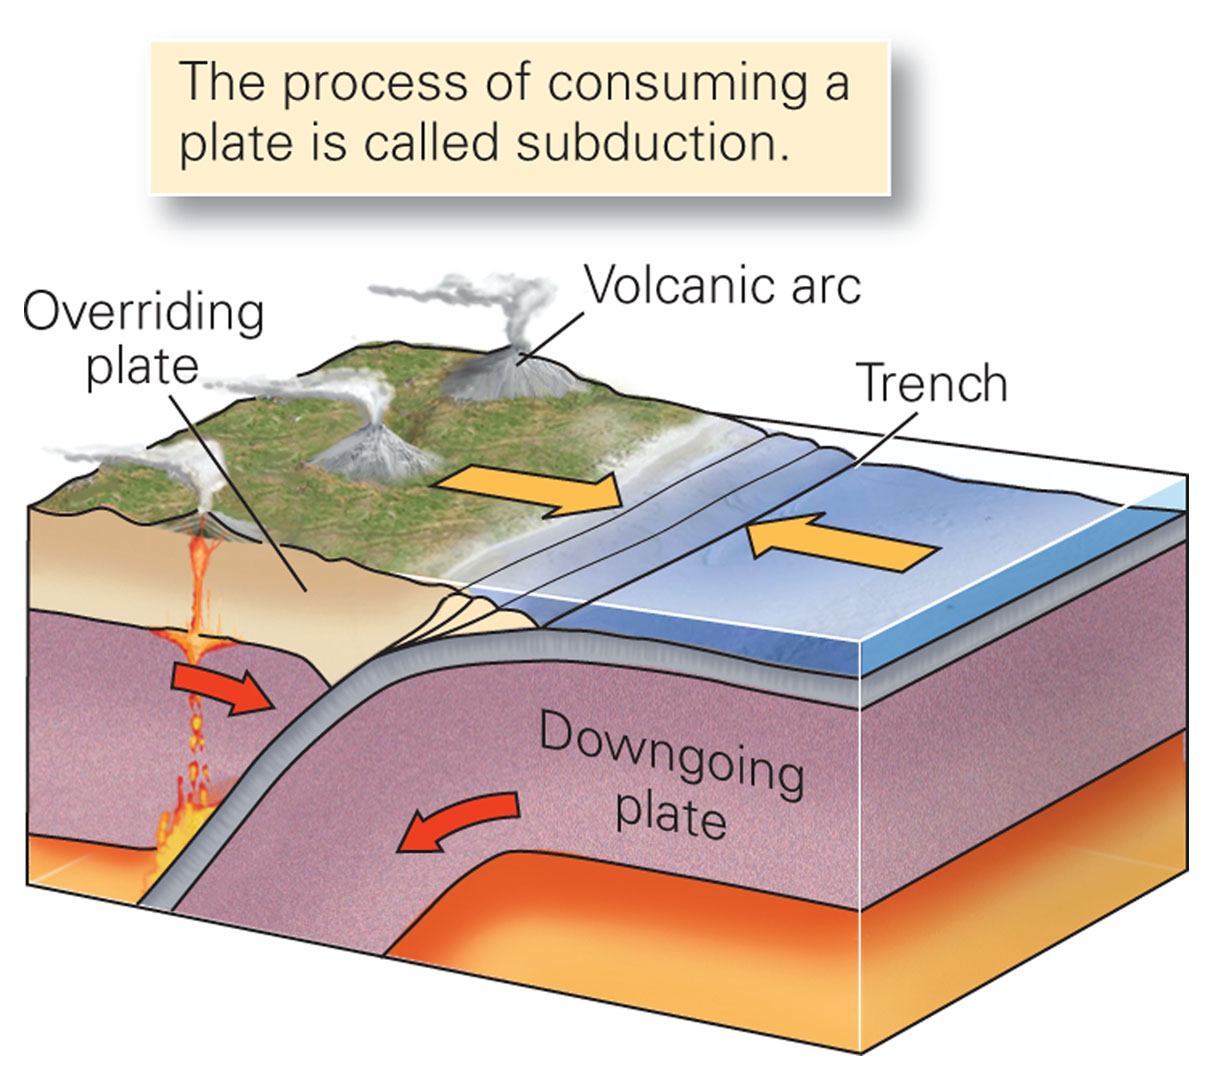 The process of consuming a
plate is called subduction.
Volcanic arc
Overriding
plate
Trench
Downgoing
plate